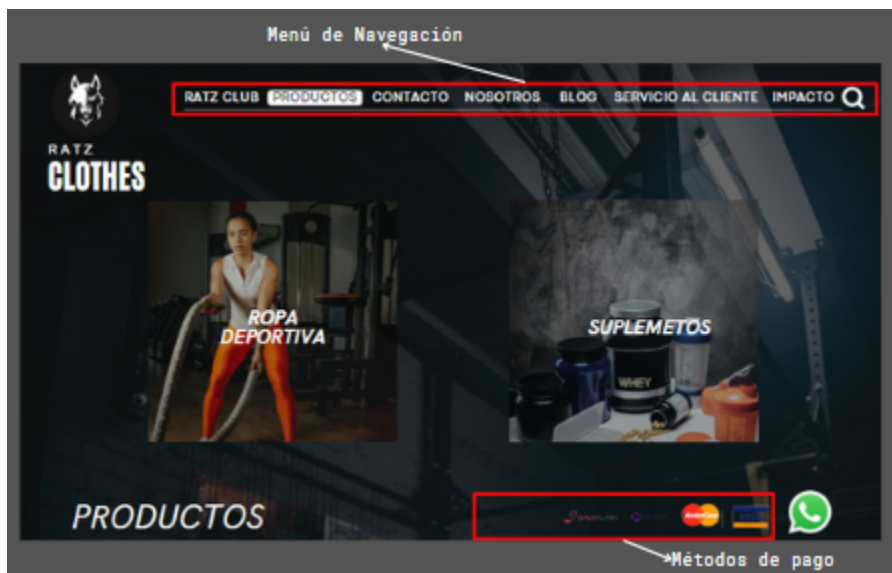 Menú de Navegación
RATZ CLUB PRODUCTOS CONTACTO NOSOTROS BLOG SERVICIO AL CLIENTE IMPACTO
RATZ
CLOTHES
ROPA
DEPORTIVA
SUPLEMETOS
WHEY
PRODUCTOS
Métodos de pago